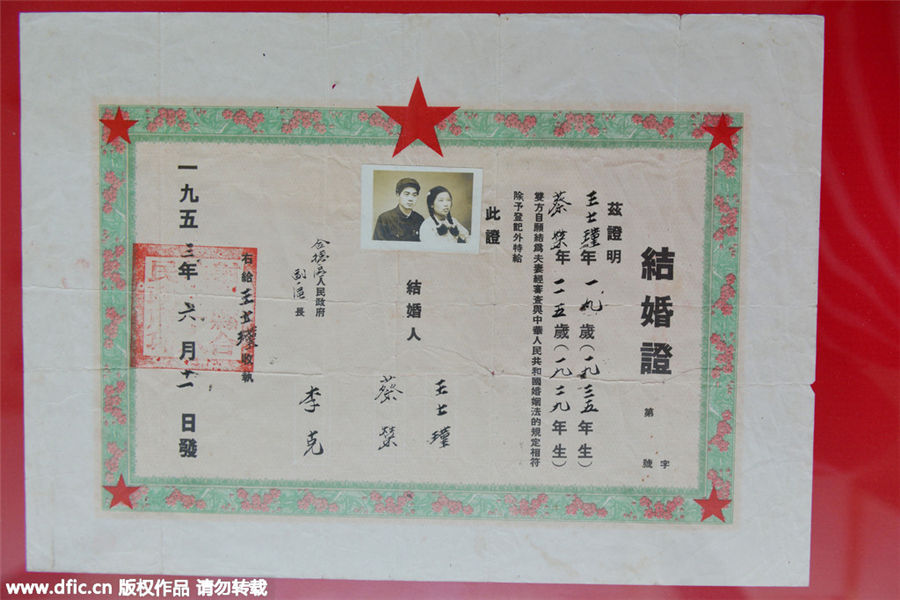 結婚證
第 字
號
茲證明
王士瑾年一九歲(一九三五年生)
蔡榮年二五歲(一九二九年生)
雙方自願結爲夫妻經審查與中華人民共和國婚姻法的規定相符
除予登記外特給
此證
結婚人
王士瑾
蔡榮
人民政府
副區長
李克
右給王士瑾收執
一九五三年六月十一日發
www.dfic.cn 版权作品 请勿转载